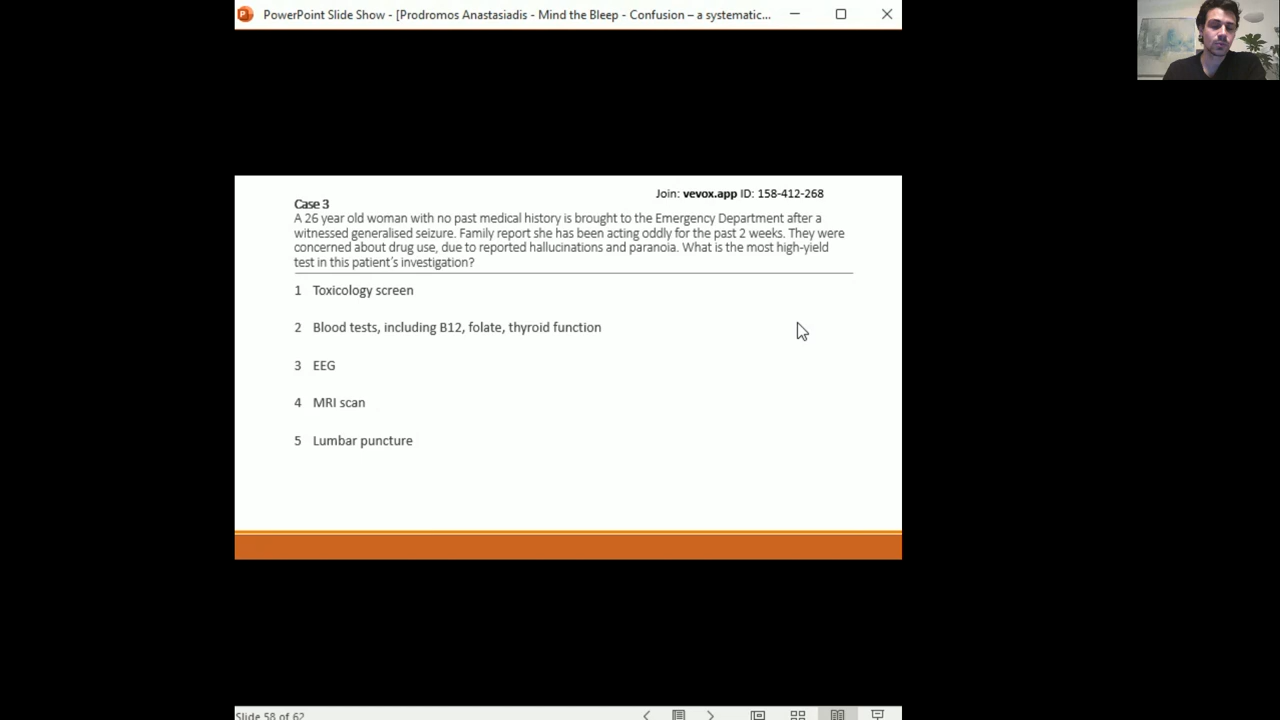 PowerPoint Slide Show - [Prodromos Anastasiadis - Mind the Bleep - Confusion – a systematic...
Join: vevox.app ID: 158-412-268
Case 3
A 26 year old woman with no past medical history is brought to the Emergency Department after a
witnessed generalised seizure. Family report she has been acting oddly for the past 2 weeks. They were
concerned about drug use, due to reported hallucinations and paranoia. What is the most high-yield
test in this patient's investigation?
1 Toxicology screen
2 Blood tests, including B12, folate, thyroid function
3 EEG
4 MRI scan
5 Lumbar puncture
Slide 58 of 62